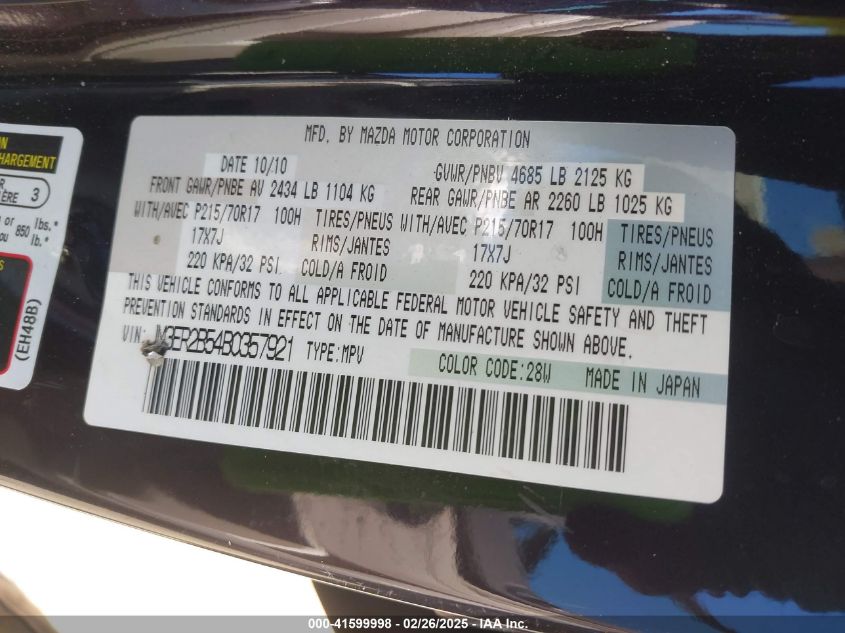 MFD. BY MAZDA MOTOR CORPORATION
DATE 10/10 GVWR/PNBV 4685 LB 2125 KG
FRONT GAWR/PNBE AV 2434 LB 1104 KG REAR GAWR/PNBE AR 2260 LB 1025 KG
WITH/AVEC P215/70R17 100H TIRES/PNEUS WITH/AVEC P215/70R17 100H TIRES/PNEUS
17X7J RIMS/JANTES 17X7J RIMS/JANTES
220 KPA/32 PSI COLD/A FROID 220 KPA/32 PSI COLD/A FROID
THIS VEHICLE CONFORMS TO ALL APPLICABLE FEDERAL MOTOR VEHICLE SAFETY AND THEFT
PREVENTION STANDARDS IN EFFECT ON THE DATE OF MANUFACTURE SHOWN ABOVE.
VIN: JM3ER2B54B0357921 TYPE:MPV COLOR CODE:28W MADE IN JAPAN
3
or lbs.*
850 lb.*
(EH48B)
000-41599998 - 02/26/2025 - IAA Inc.